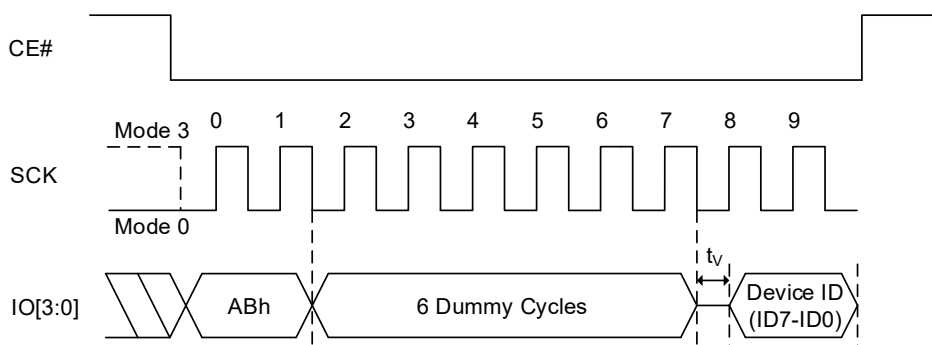 CE#
Mode 3
0 1 2 3 4 5 6 7 8 9
SCK
Mode 0
tV
IO[3:0]
ABh
6 Dummy Cycles
Device ID
(ID7-ID0)